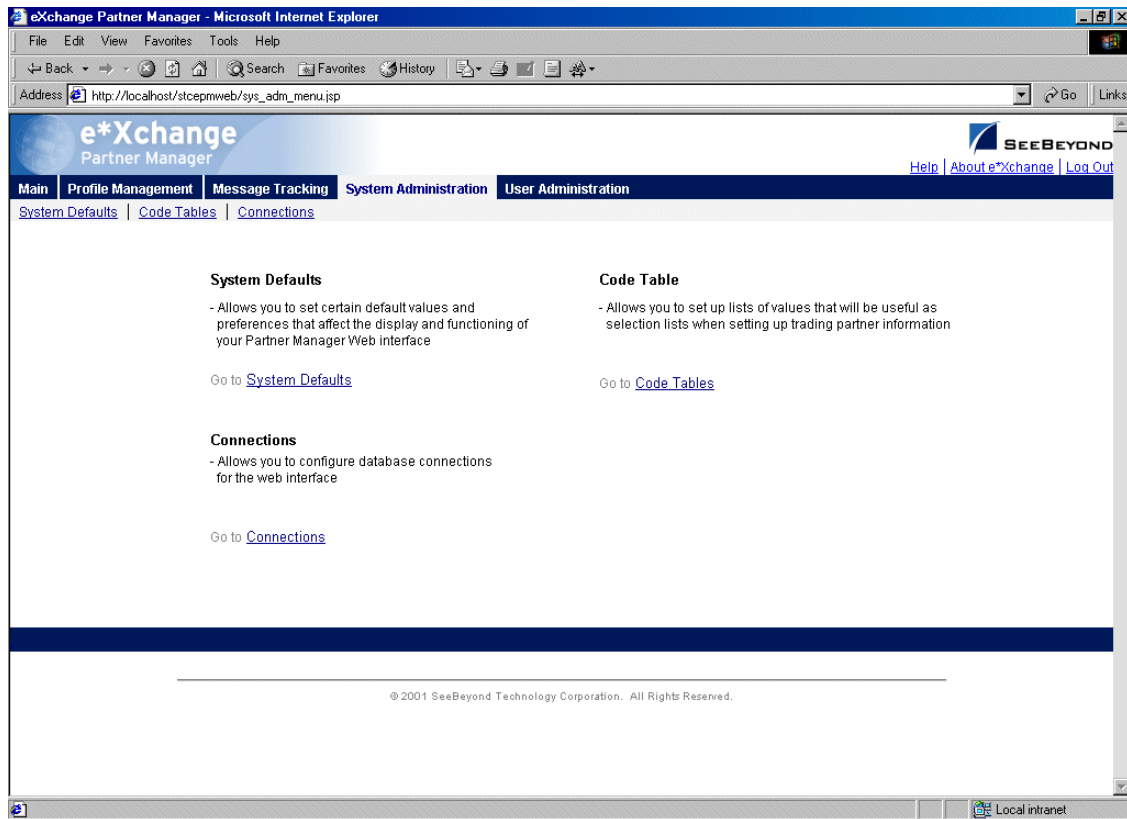 eXchange Partner Manager - Microsoft Internet Explorer
File Edit View Favorites Tools Help
Back Search Favorites History
Address http://localhost/stcepmweb/sys_adm_menu.jsp Go Links
e*Xchange
Partner Manager
SEEBEYOND
Help | About e*Xchange | Log Out
Main Profile Management Message Tracking System Administration User Administration
System Defaults | Code Tables | Connections
System Defaults
- Allows you to set certain default values and
preferences that affect the display and functioning of
your Partner Manager Web interface
Go to System Defaults
Code Table
- Allows you to set up lists of values that will be useful as
selection lists when setting up trading partner information
Go to Code Tables
Connections
- Allows you to configure database connections
for the web interface
Go to Connections
© 2001 SeeBeyond Technology Corporation. All Rights Reserved.
Local intranet